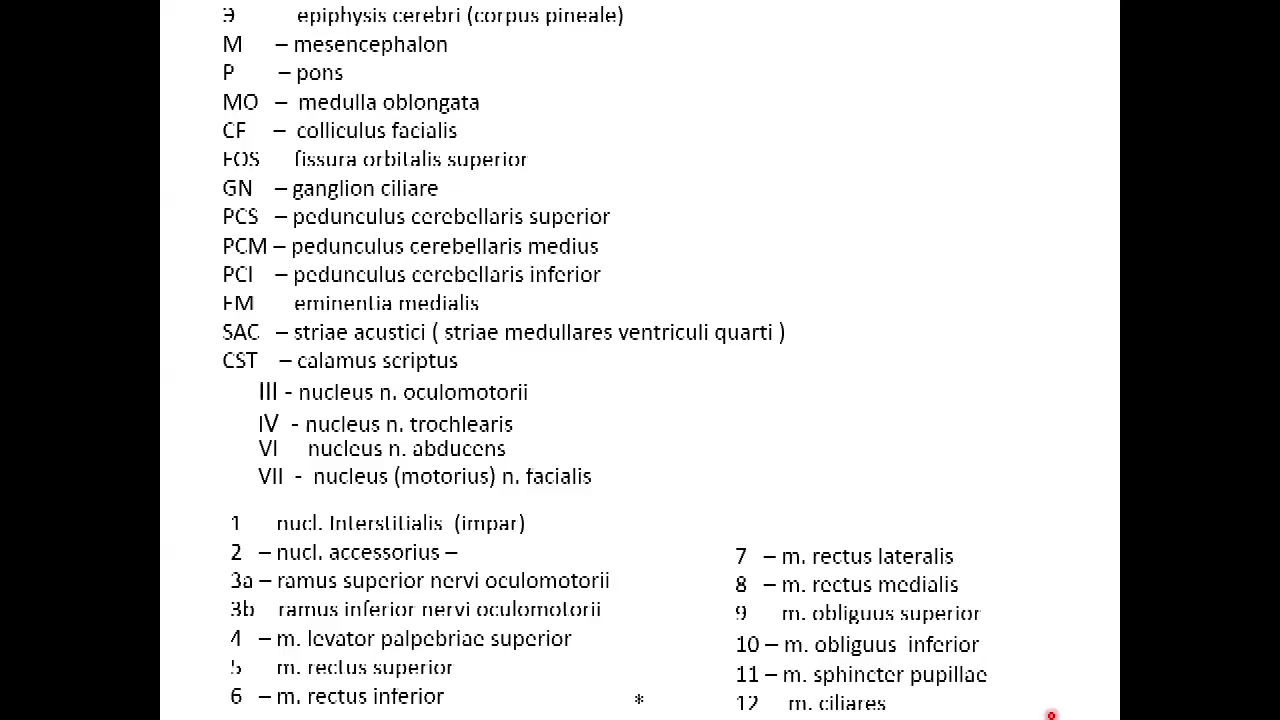 Э epiphysis cerebri (corpus pineale)
M – mesencephalon
P – pons
MO – medulla oblongata
CF – colliculus facialis
FOS fissura orbitalis superior
GN – ganglion ciliare
PCS – pedunculus cerebellaris superior
PCM – pedunculus cerebellaris medius
PCI – pedunculus cerebellaris inferior
EM eminentia medialis
SAC – striae acustici ( striae medullares ventriculi quarti )
CST – calamus scriptus
III - nucleus n. oculomotorii
IV - nucleus n. trochlearis
VI nucleus n. abducens
VII - nucleus (motorius) n. facialis
1 nucl. Interstitialis (impar)
2 – nucl. accessorius –
3a – ramus superior nervi oculomotorii
3b ramus inferior nervi oculomotorii
4 – m. levator palpebriae superior
5 m. rectus superior
6 – m. rectus inferior
*
7 – m. rectus lateralis
8 – m. rectus medialis
9 m. obliguus superior
10 – m. obliguus inferior
11 – m. sphincter pupillae
12 m. ciliares